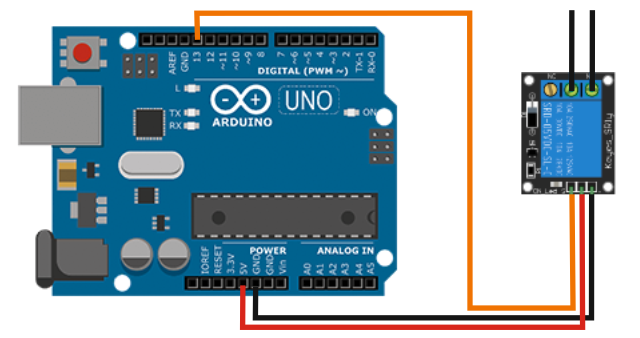 AREF
GND
13
12
~11
~10
~9
8
7
~6
~5
4
~3
2
TX-1
RX-0
DIGITAL (PWM ~)
L
TX
RX
ARDUINO
UNO
ON
POWER
ANALOG IN
IOREF
RESET
3.3V
5V
GND
GND
Vin
A0
A1
A2
A3
A4
A5
SRD-05VDC-SL-C
Keyes_SRly